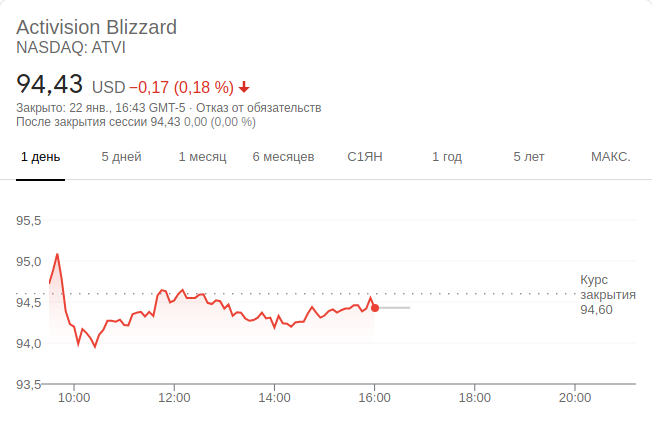 Activision Blizzard
NASDAQ: ATVI
94,43 USD −0,17 (0,18 %)
Закрыто: 22 янв., 16:43 GMT-5 · Отказ от обязательств
После закрытия сессии 94,43 0,00 (0,00 %)
1 день 5 дней 1 месяц 6 месяцев С1ЯН 1 год 5 лет МАКС.
95,5
95,0
94,5
94,0
93,5
Курс
закрытия
94,60
10:00 12:00 14:00 16:00 18:00 20:00